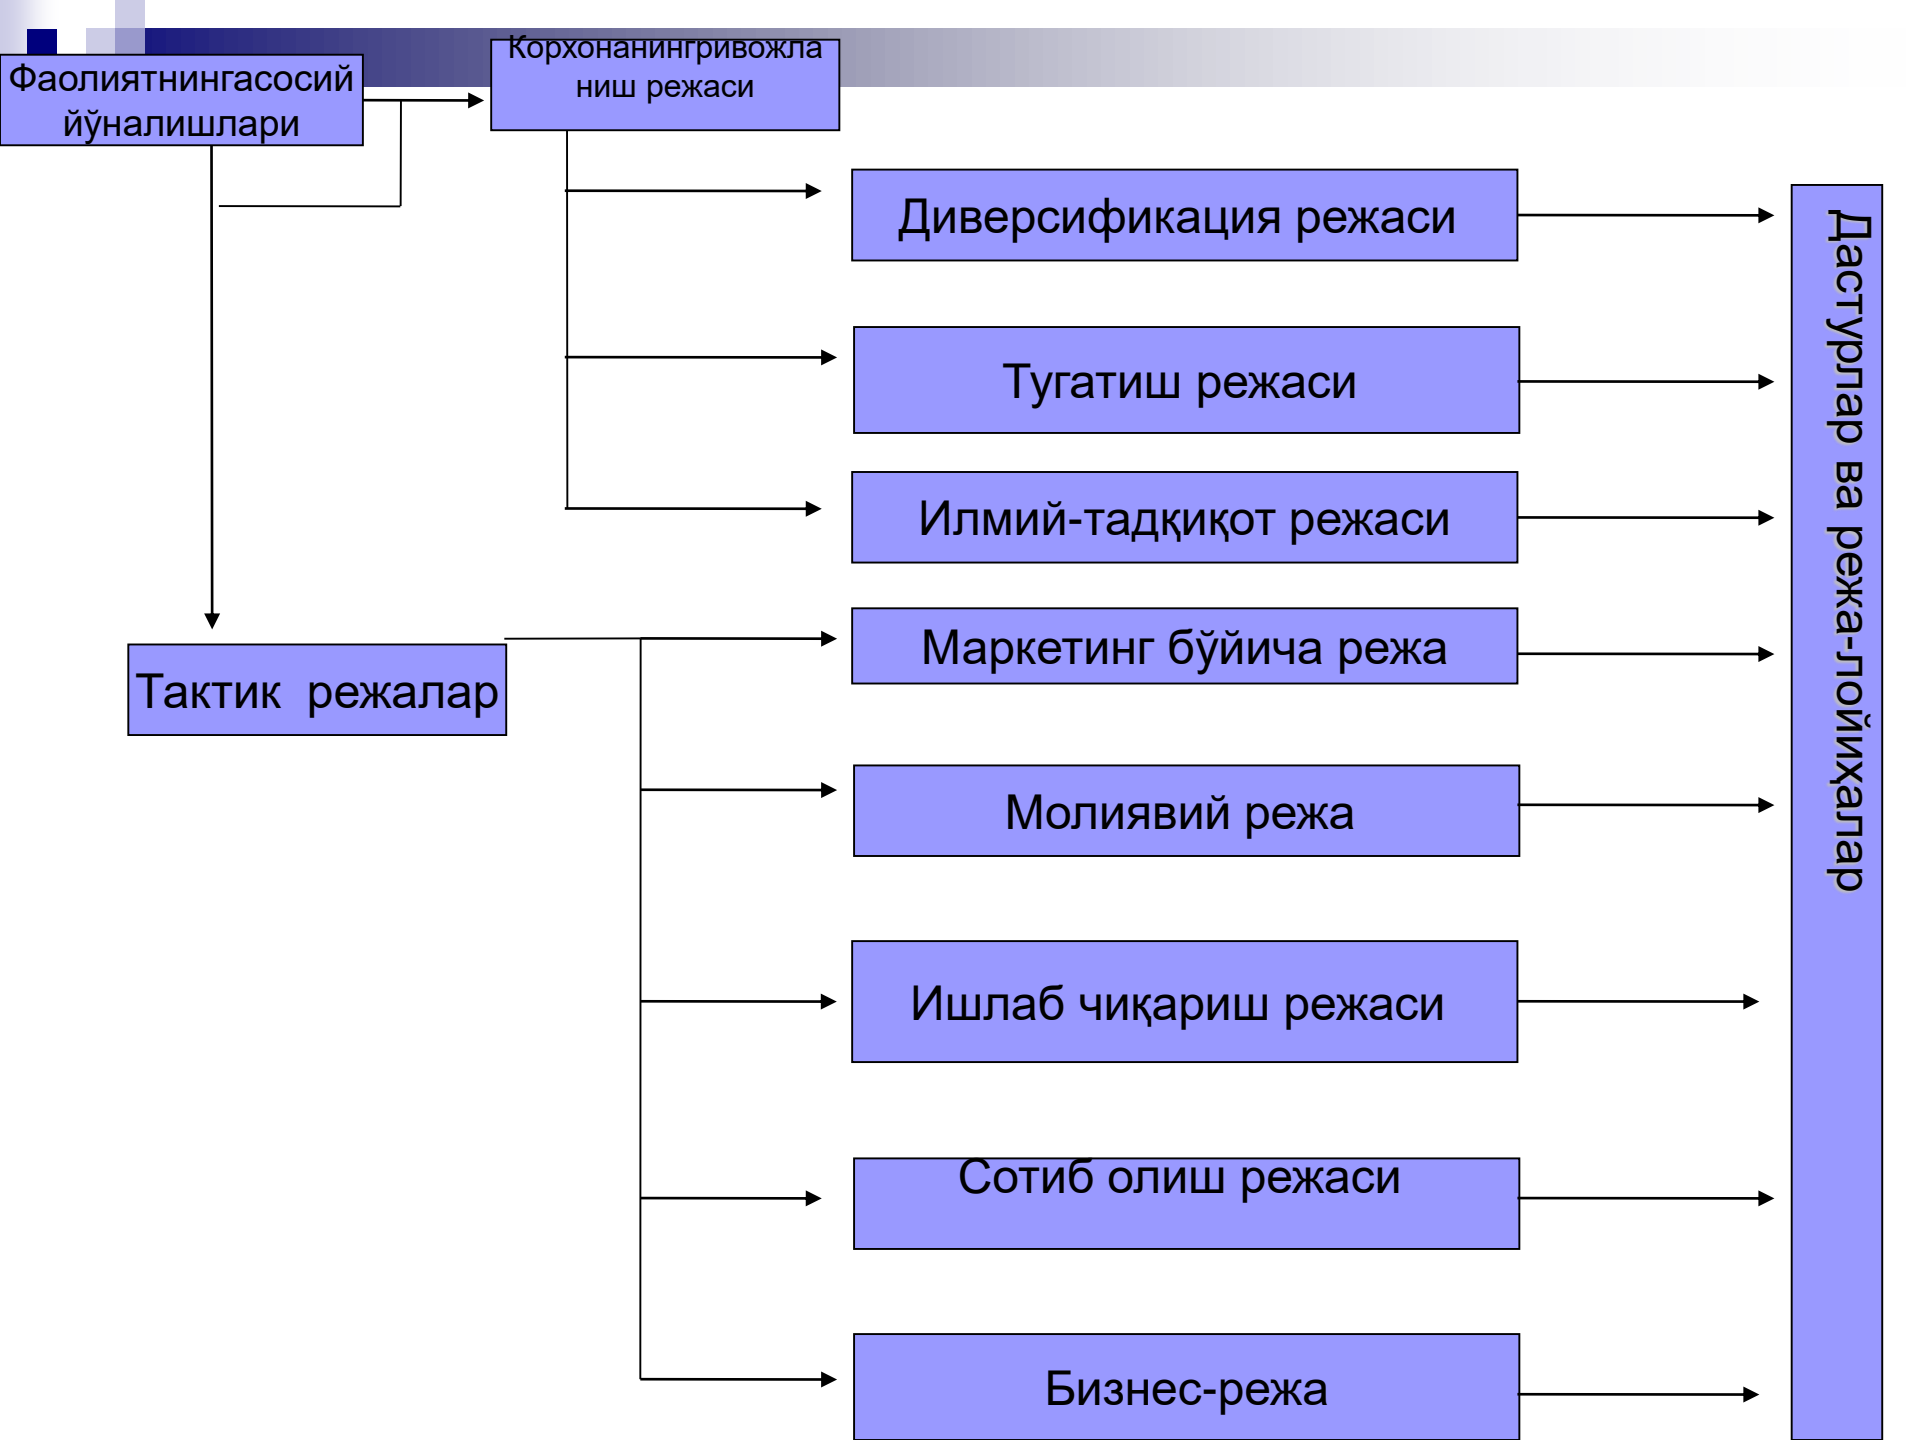 Фаолиятнингасосий
йўналишлари
Корхонанингривожла
ниш режаси
Диверсификация режаси
Тугатиш режаси
Илмий-тадқиқот режаси
Тактик  режалар
Маркетинг бўйича режа
Молиявий режа
Ишлаб чиқариш режаси
Сотиб олиш режаси
Бизнес-режа
Дастурлар ва режа-лойиҳалар